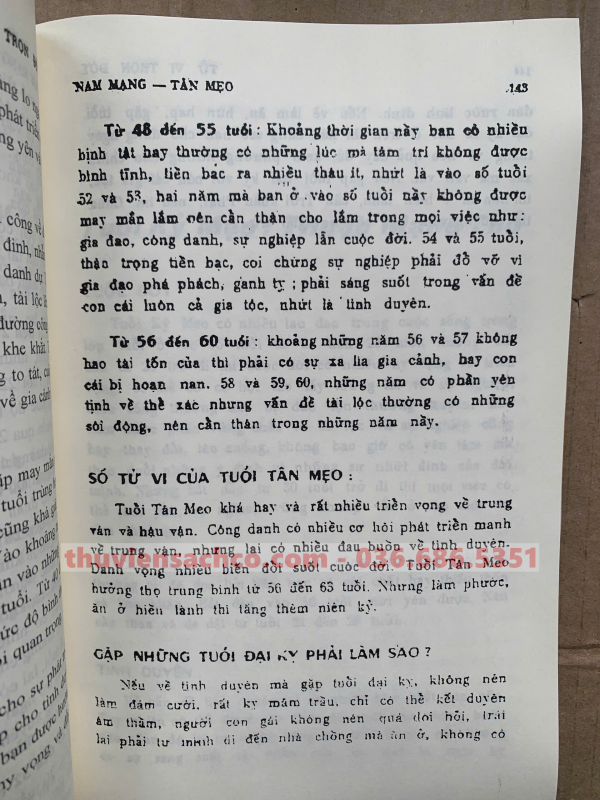 TRỌN
NAM MẠNG — TÂN MẸO
143
Từ 48 đến 55 tuổi : Khoảng thời gian nầy bạn có nhiều
bịnh tật hay thường có những lúc mà tâm trí không được
bình tĩnh, tiền bạc ra nhiều thâu ít, nhứt là vào số tuổi
52 và 53, hai năm mà bạn ở vào số tuổi nầy không được
may mắn lắm nên cần thận cho lắm trong mọi việc như :
gia đạo, công danh, sự nghiệp lẫn cuộc đời. 54 và 55 tuổi,
thận trọng tiền bạc, coi chừng sự nghiệp phải đổ vỡ vì
gia đạo phá phách, ganh tỵ ; phải sáng suốt trong vấn đề
con cái luôn cả gia tộc, nhứt là tình duyên.
Từ 56 đến 60 tuổi : khoảng những năm 56 và 57 không
hao tài tốn của thì phải có sự xa lìa gia cảnh, hay con
cái bị hoạn nạn. 58 và 59, 60, những năm có phần yên
tịnh về thể xác nhưng vấn đề tài lộc thường có những
sôi động, nên cần thận trong những năm nầy.
SỐ TỬ VI CỦA TUỔI TÂN MẸO :
Tuổi Tân Mẹo khá hay và rất nhiều triển vọng về trung
vận và hậu vận. Công danh có nhiều cơ hội phát triển mạnh
về trung vận, nhưng lại có nhiều đau buồn về tình duyên.
Danh vọng nhiều biến đổi suốt cuộc đời. Tuổi Tân Mẹo
hưởng thọ trung bình từ 56 đến 63 tuổi. Nhưng làm phước,
ăn ở hiền lành thì tăng thêm niên kỷ.
thuviensachco.com - 036.686.5351
GẶP NHỮNG TUỔI ĐẠI KỴ PHẢI LÀM SAO ?
Nếu về tình duyên mà gặp tuổi đại kỵ, không nên
làm đám cưới, rất kỵ mâm trầu, chỉ có thể kết duyên
âm thầm, người con gái không nên quá đòi hỏi, trái
lại phải tự mình đi đến nhà chồng mà ăn ở, không có